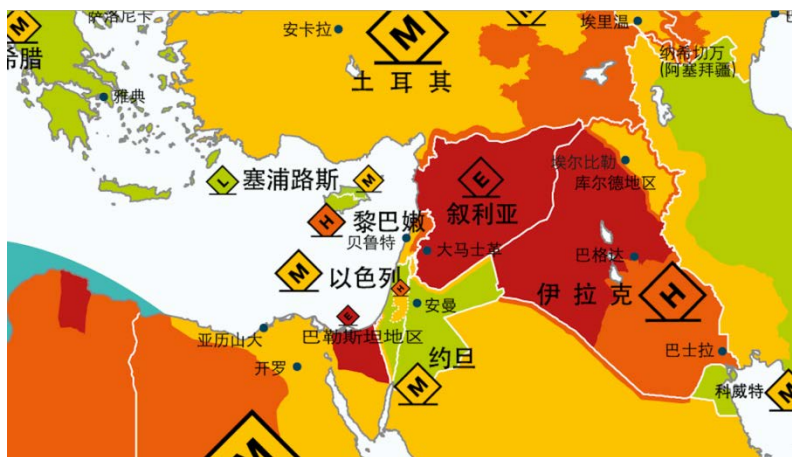 萨洛尼卡
M
希腊
安卡拉
M
土耳其
M
埃里温
纳希切万
(阿塞拜疆)
雅典
L
塞浦路斯
M
E
叙利亚
埃尔比勒
库尔德地区
H
黎巴嫩
贝鲁特
大马士革
巴格达
M
以色列
H
安曼
伊拉克
H
E
巴勒斯坦地区
亚历山大
开罗
约旦
M
巴士拉
科威特
M
M